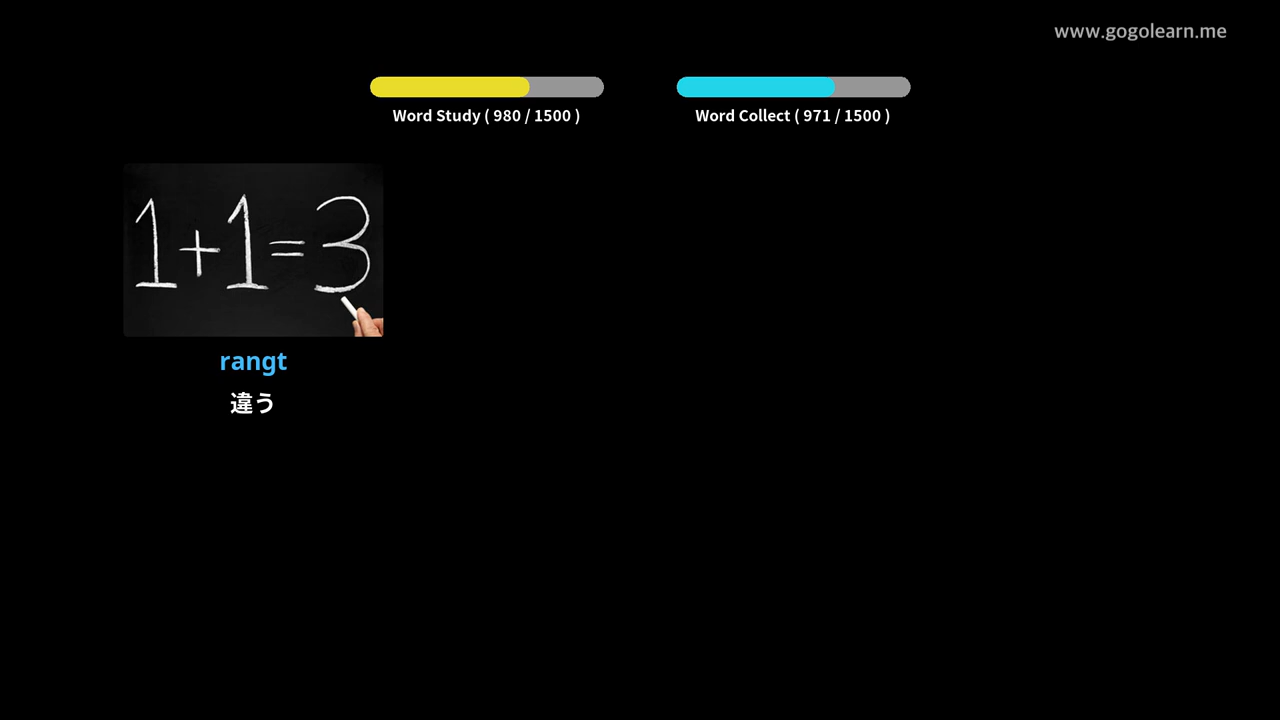 www.gogolearn.me
Word Study ( 980 / 1500 )
Word Collect ( 971 / 1500 )
1+1=3
rangt
違う